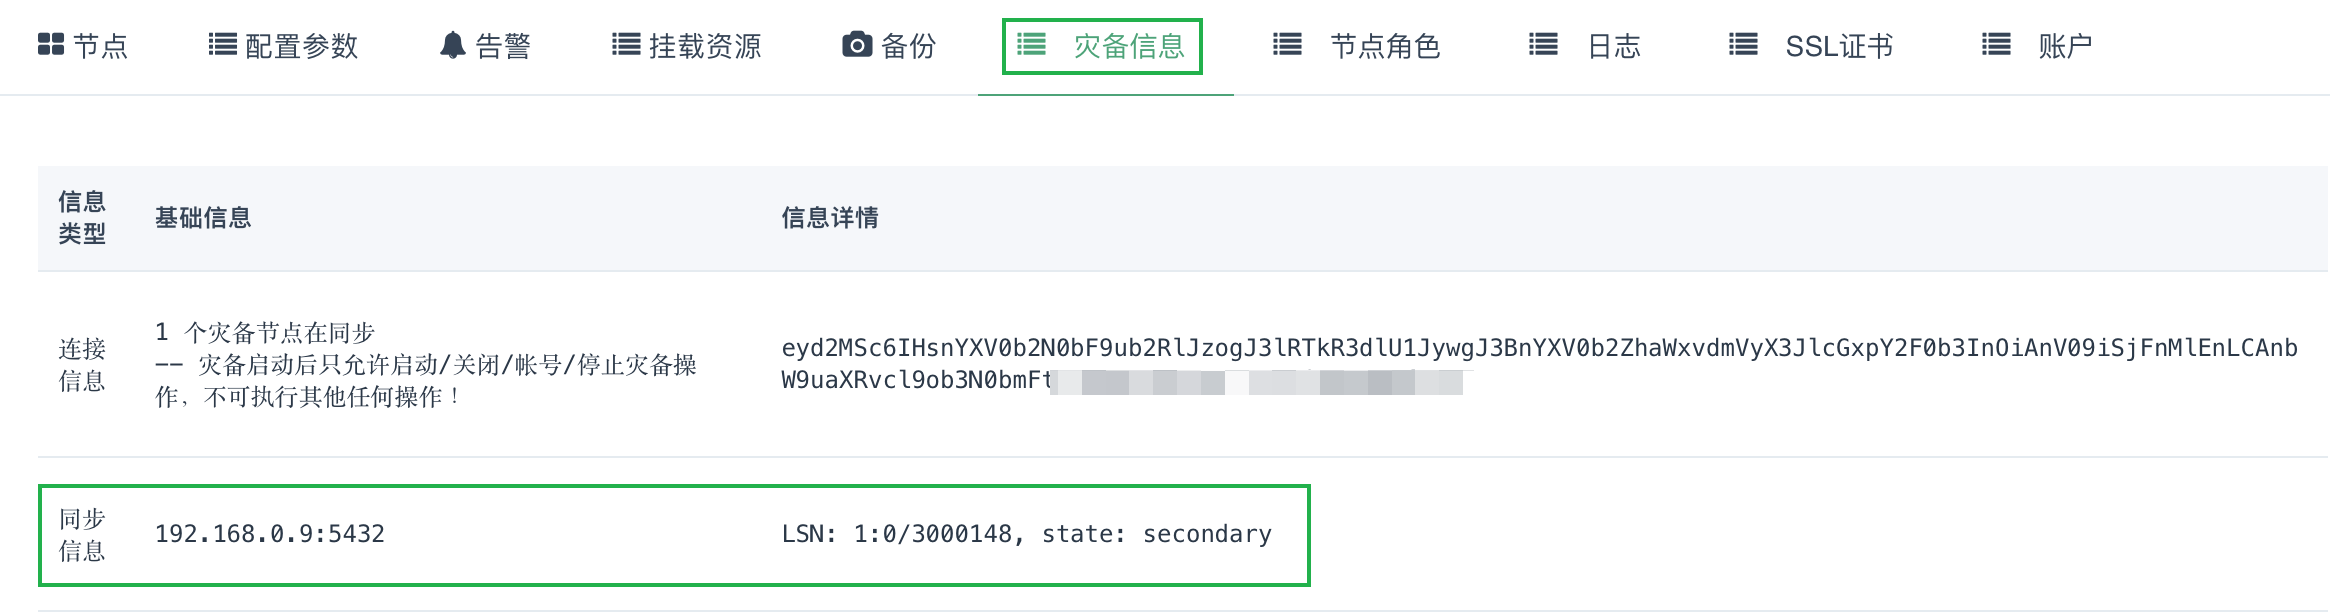 节点 配置参数 告警 挂载资源 备份 灾备信息 节点角色 日志 SSL证书 账户
信息类型 基础信息 信息详情
连接信息
1 个灾备节点在同步
—— 灾备启动后只允许启动/关闭/帐号/停止灾备操
作，不可执行其他任何操作！
eyd2MSc6IHsnYXV0b2N0bF9ub2RlJzogJ3lRTkR3dlU1JywgJ3BnYXV0b2ZhaWxvdmVyX3JlcGxpY2F0b3InOiAnV09iSjFnMlEnLCAnb
W9uaXRvcl9ob3N0bmFt
同步信息 192.168.0.9:5432 LSN: 1:0/3000148, state: secondary